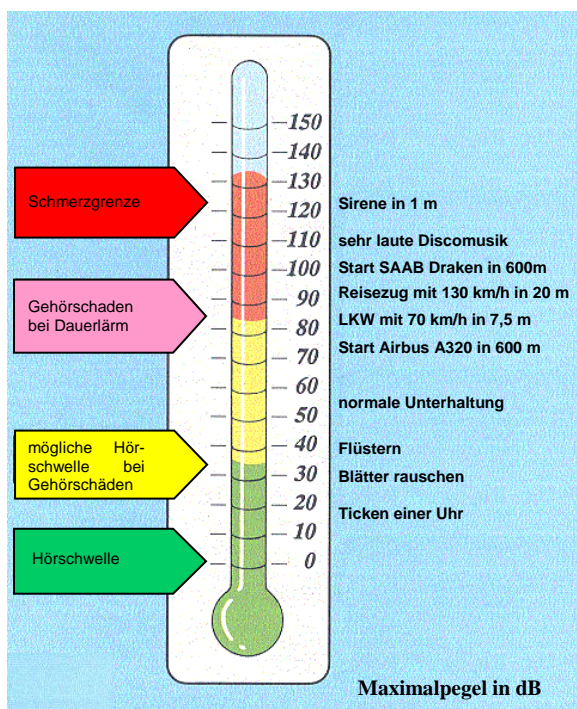 150
140
130
Schmerzgrenze
120
Sirene in 1 m
110
sehr laute Discomusik
100
Start SAAB Draken in 600m
Gehörschaden
bei Dauerlärm
90
Reisezug mit 130 km/h in 20 m
80
LKW mit 70 km/h in 7,5 m
70
Start Airbus A320 in 600 m
60
50
normale Unterhaltung
40
Flüstern
mögliche Hör-
schwelle bei
Gehörschäden
30
Blätter rauschen
20
Ticken einer Uhr
10
Hörschwelle
0
Maximalpegel in dB